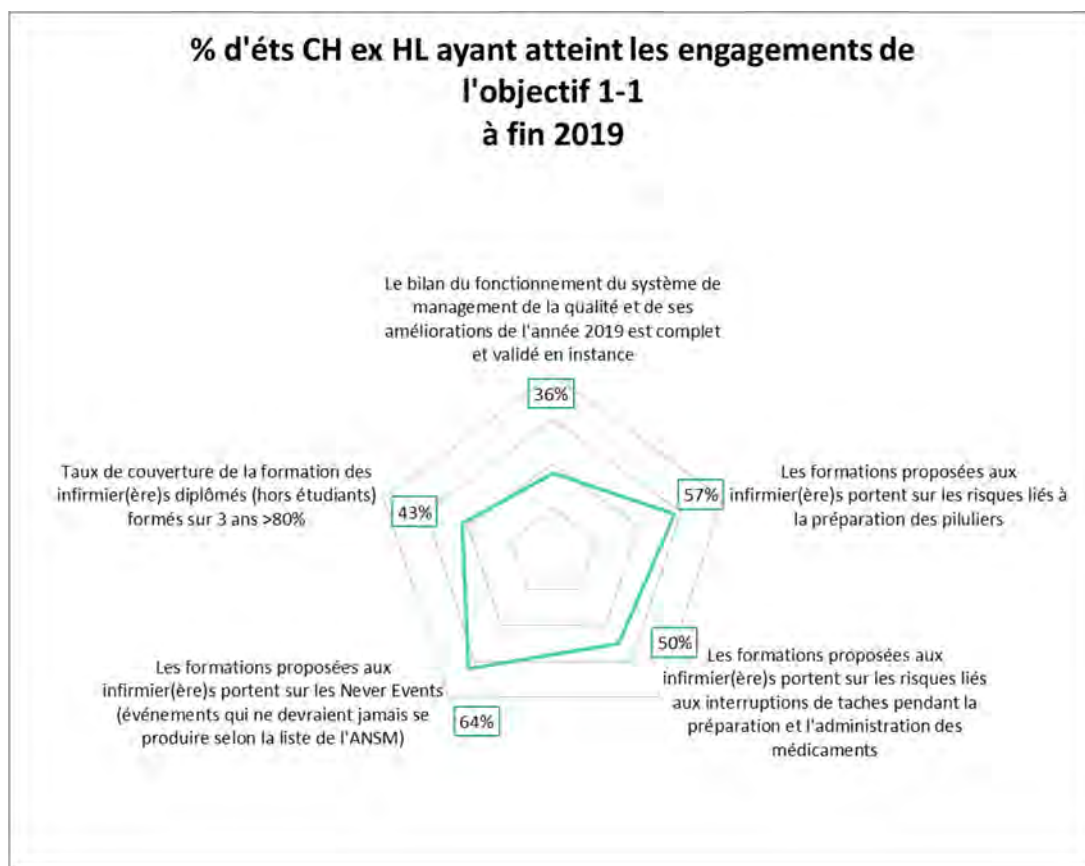 % d'éts CH ex HL ayant atteint les engagements de
l'objectif 1-1
à fin 2019
Le bilan du fonctionnement du système de
management de la qualité et de ses
améliorations de l'année 2019 est complet
et validé en instance
36%
Taux de couverture de la formation des
infirmier(ère)s diplômés (hors étudiants)
formés sur 3 ans >80%
43%
57%
Les formations proposées aux
infirmier(ère)s portent sur les risques liés à
la préparation des piluliers
Les formations proposées aux
infirmier(ère)s portent sur les Never Events
(événements qui ne devraient jamais se
produire selon la liste de l'ANSM)
64%
50%
Les formations proposées aux
infirmier(ère)s portent sur les risques liés
aux interruptions de taches pendant la
préparation et l'administration des
médicaments